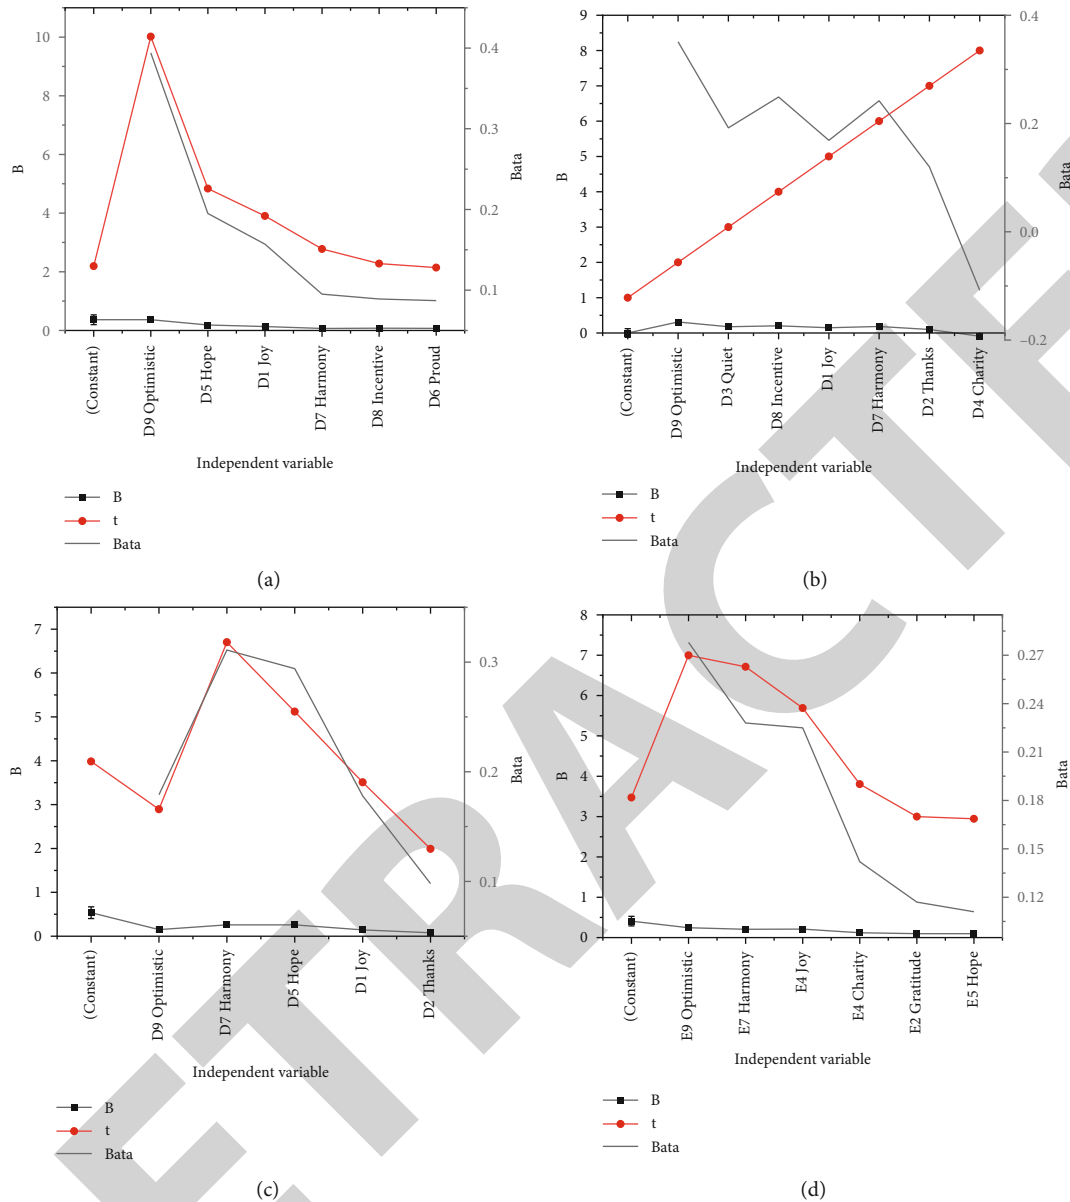 10
8
6
4
2
0
B
0.4
0.3
0.2
0.1
Bata
(Constant)
D9 Optimistic
D5 Hope
D1 Joy
D7 Harmony
D8 Incentive
D6 Proud
Independent variable
B
t
Bata
(a)
9
8
7
6
5
4
3
2
1
0
B
0.4
0.2
0.0
−0.2
Bata
(Constant)
D9 Optimistic
D3 Quiet
D8 Incentive
D1 Joy
D7 Harmony
D2 Thanks
D4 Charity
Independent variable
B
t
Bata
(b)
7
6
5
4
3
2
1
0
B
0.3
0.2
0.1
Bata
(Constant)
D9 Optimistic
D7 Harmony
D5 Hope
D1 Joy
D2 Thanks
Independent variable
B
t
Bata
(c)
8
7
6
5
4
3
2
1
0
B
0.27
0.24
0.21
0.18
0.15
0.12
Bata
(Constant)
E9 Optimistic
E7 Harmony
E4 Joy
E4 Charity
E2 Gratitude
E5 Hope
Independent variable
B
t
Bata
(d)
ETRACTE